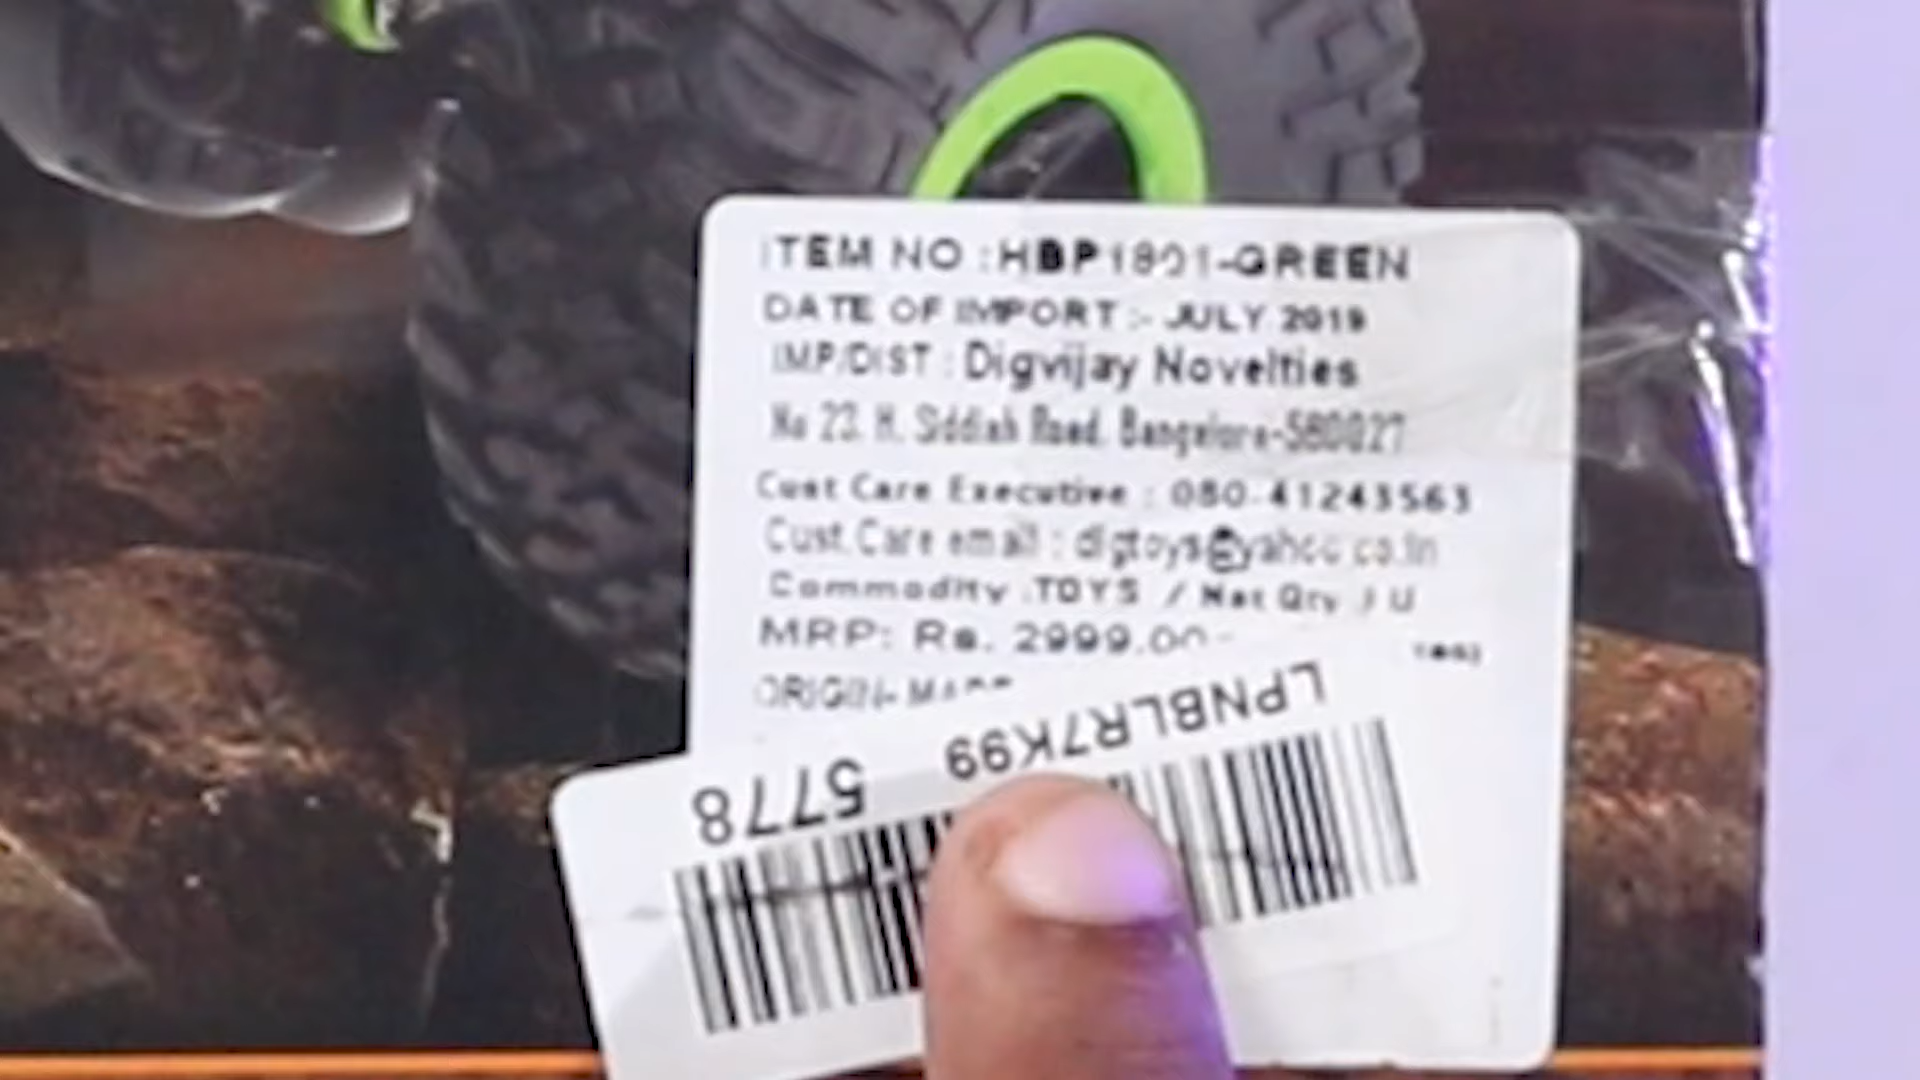 ITEM NO :HBP1801-GREEN
DATE OF IMPORT :- JULY 2019
IMP/DIST : Digvijay Novelties
No 23. H. Siddiah Road. Bangalore-560027
Cust Care Executive : 080-41243563
Cust.Care email : digtoys@yahoo.co.in
Commodity :TOYS / Net Qty
MRP: Rs. 2999.00
ORIGIN
LPNBLR7K99 5778